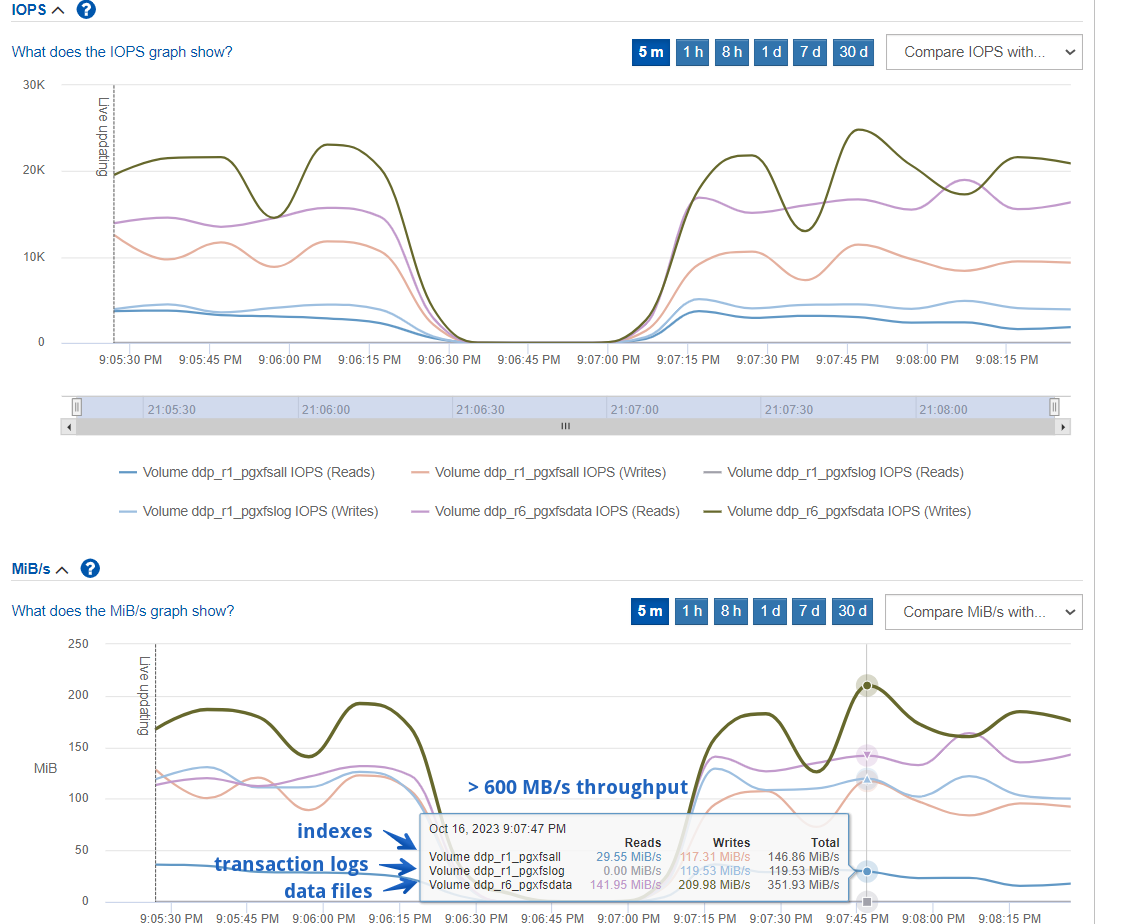 IOPS ?
What does the IOPS graph show?
5 m 1 h 8 h 1 d 7 d 30 d Compare IOPS with...
30K
20K
10K
0
Live updating
9:05:30 PM 9:05:45 PM 9:06:00 PM 9:06:15 PM 9:06:30 PM 9:06:45 PM 9:07:00 PM 9:07:15 PM 9:07:30 PM 9:07:45 PM 9:08:00 PM 9:08:15 PM
21:05:30 21:06:00 21:06:30 21:07:00 21:07:30 21:08:00
Volume ddp_r1_pgxfsall IOPS (Reads) Volume ddp_r1_pgxfsall IOPS (Writes) Volume ddp_r1_pgxfslog IOPS (Reads)
Volume ddp_r1_pgxfslog IOPS (Writes) Volume ddp_r6_pgxfsdata IOPS (Reads) Volume ddp_r6_pgxfsdata IOPS (Writes)
MiB/s ?
What does the MiB/s graph show?
5 m 1 h 8 h 1 d 7 d 30 d Compare MiB/s with...
250
200
150
MiB
100
50
0
Live updating
> 600 MB/s throughput
indexes
transaction logs
data files
Oct 16, 2023 9:07:47 PM
Reads Writes Total
Volume ddp_r1_pgxfsall 29.55 MiB/s 117.31 MiB/s 146.86 MiB/s
Volume ddp_r1_pgxfslog 0.00 MiB/s 119.53 MiB/s 119.53 MiB/s
Volume ddp_r6_pgxfsdata 141.95 MiB/s 209.98 MiB/s 351.93 MiB/s
9:05:30 PM 9:05:45 PM 9:06:00 PM 9:06:15 PM 9:06:30 PM 9:06:45 PM 9:07:00 PM 9:07:15 PM 9:07:30 PM 9:07:45 PM 9:08:00 PM 9:08:15 PM